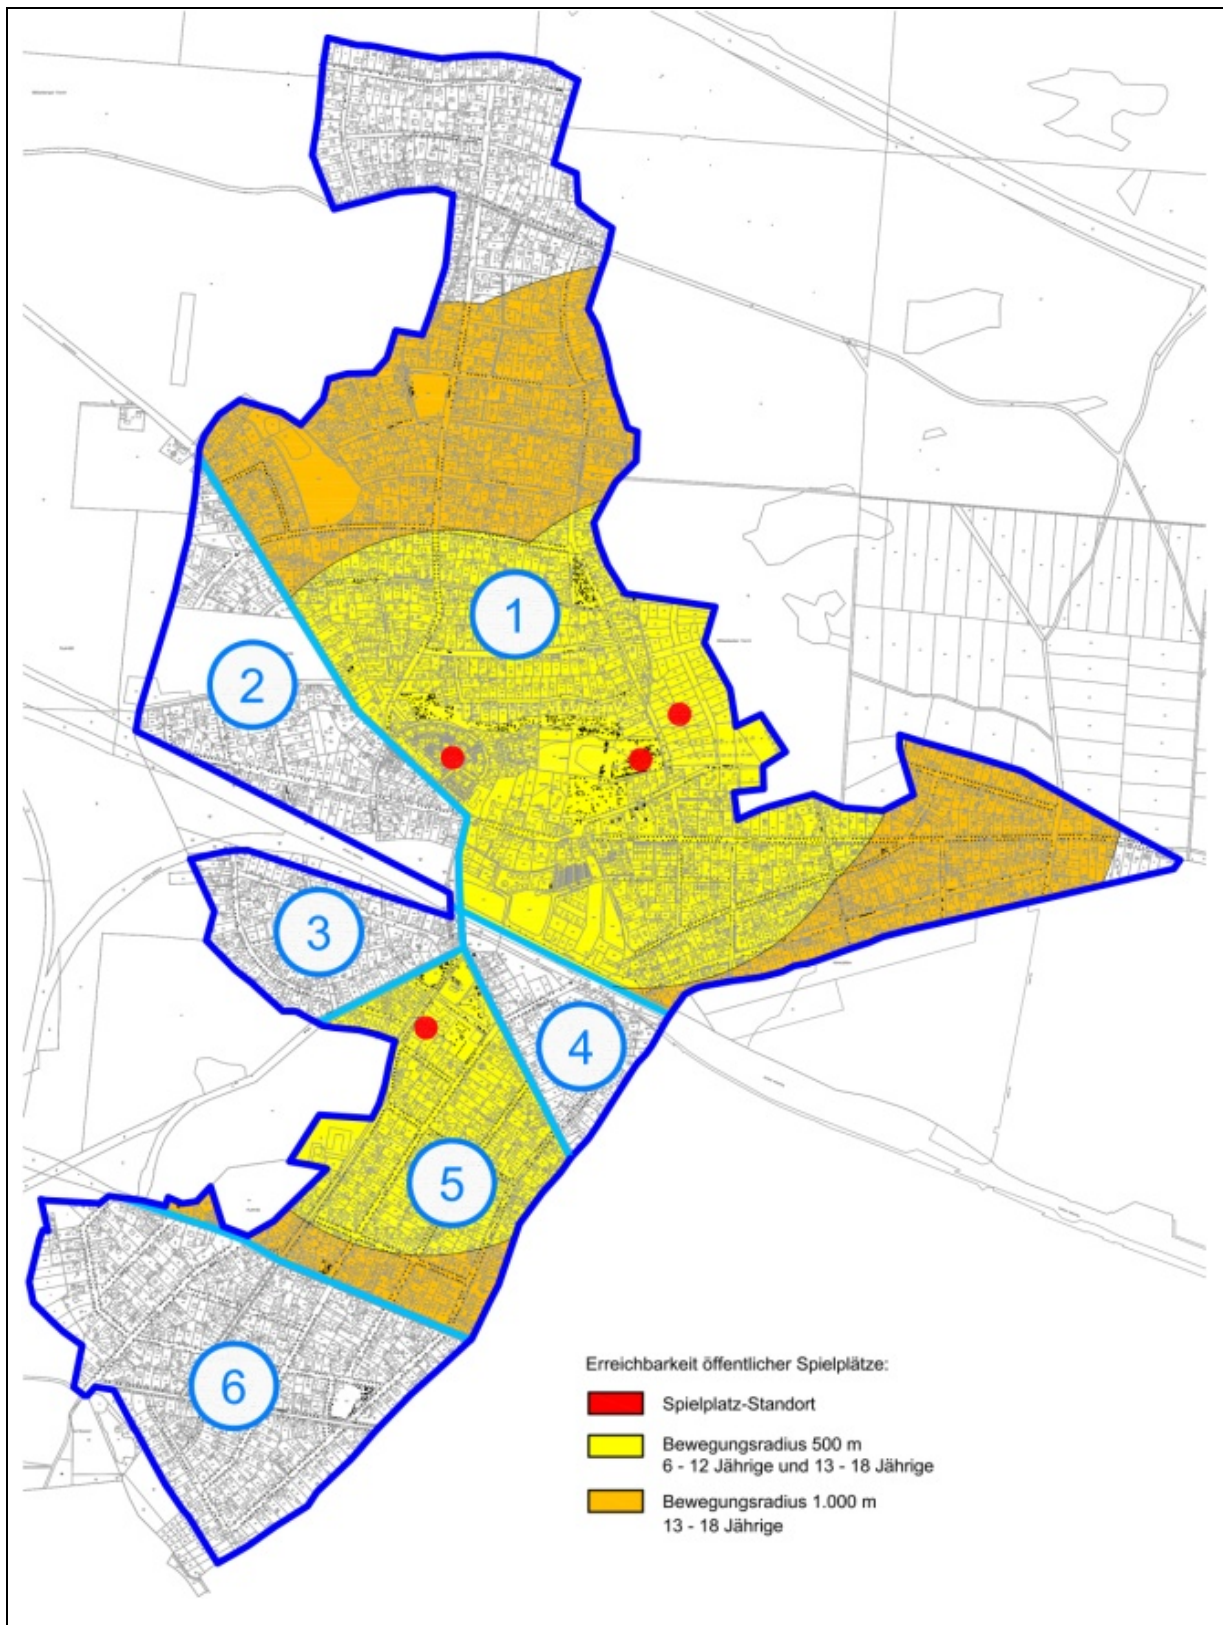 1
2
3
4
5
6
Erreichbarkeit öffentlicher Spielplätze:
Spielplatz-Standort
Bewegungsradius 500 m
6 - 12 Jährige und 13 - 18 Jährige
Bewegungsradius 1.000 m
13 - 18 Jährige